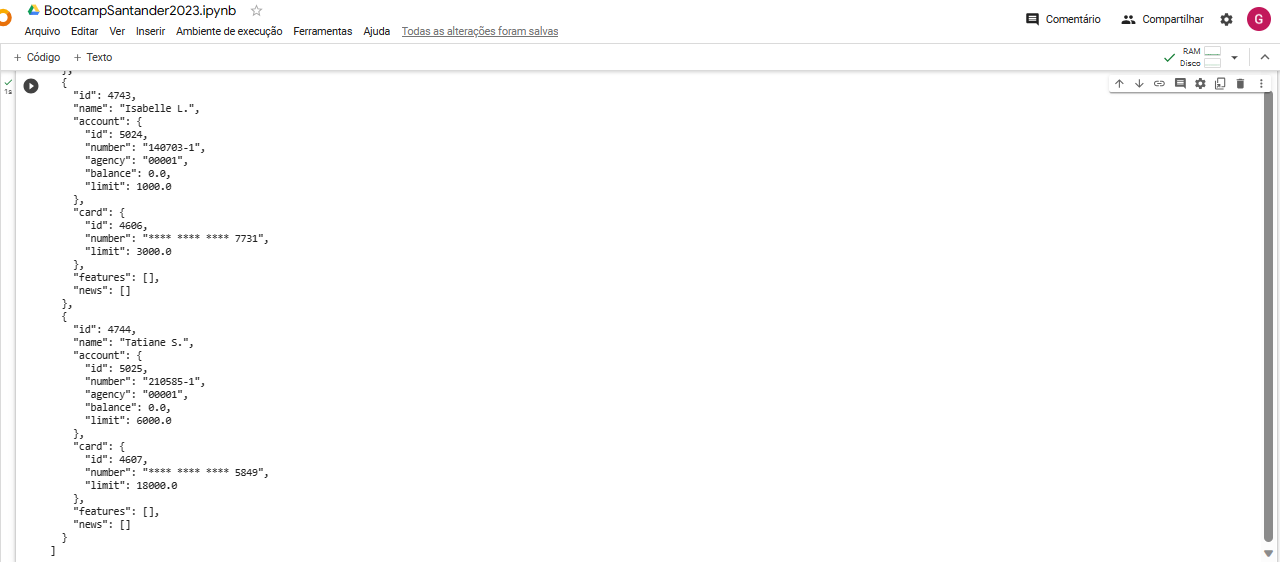 BootcampSantander2023.ipynb
Arquivo Editar Ver Inserir Ambiente de execução Ferramentas Ajuda Todas as alterações foram salvas
Comentário Compartilhar G
+ Código + Texto
RAM
Disco
1s
},
{
"id": 4743,
"name": "Isabelle L.",
"account": {
"id": 5024,
"number": "140703-1",
"agency": "00001",
"balance": 0.0,
"limit": 1000.0
},
"card": {
"id": 4606,
"number": "**** **** **** 7731",
"limit": 3000.0
},
"features": [],
"news": []
},
{
"id": 4744,
"name": "Tatiane S.",
"account": {
"id": 5025,
"number": "210585-1",
"agency": "00001",
"balance": 0.0,
"limit": 6000.0
},
"card": {
"id": 4607,
"number": "**** **** **** 5849",
"limit": 18000.0
},
"features": [],
"news": []
}
]